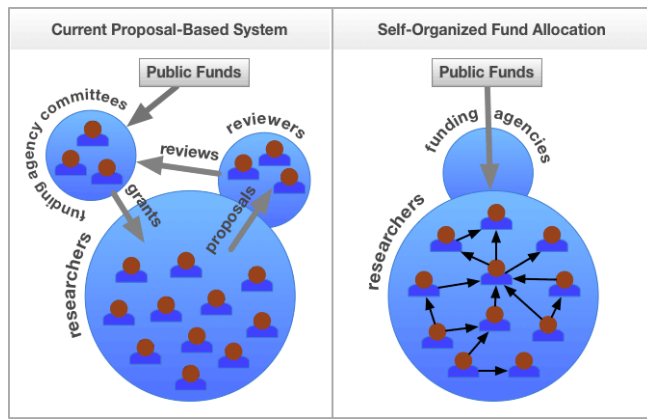 Current Proposal-Based System
Public Funds
funding agency committees
reviewers
reviews
grants
proposals
researchers
Self-Organized Fund Allocation
Public Funds
funding agencies
researchers